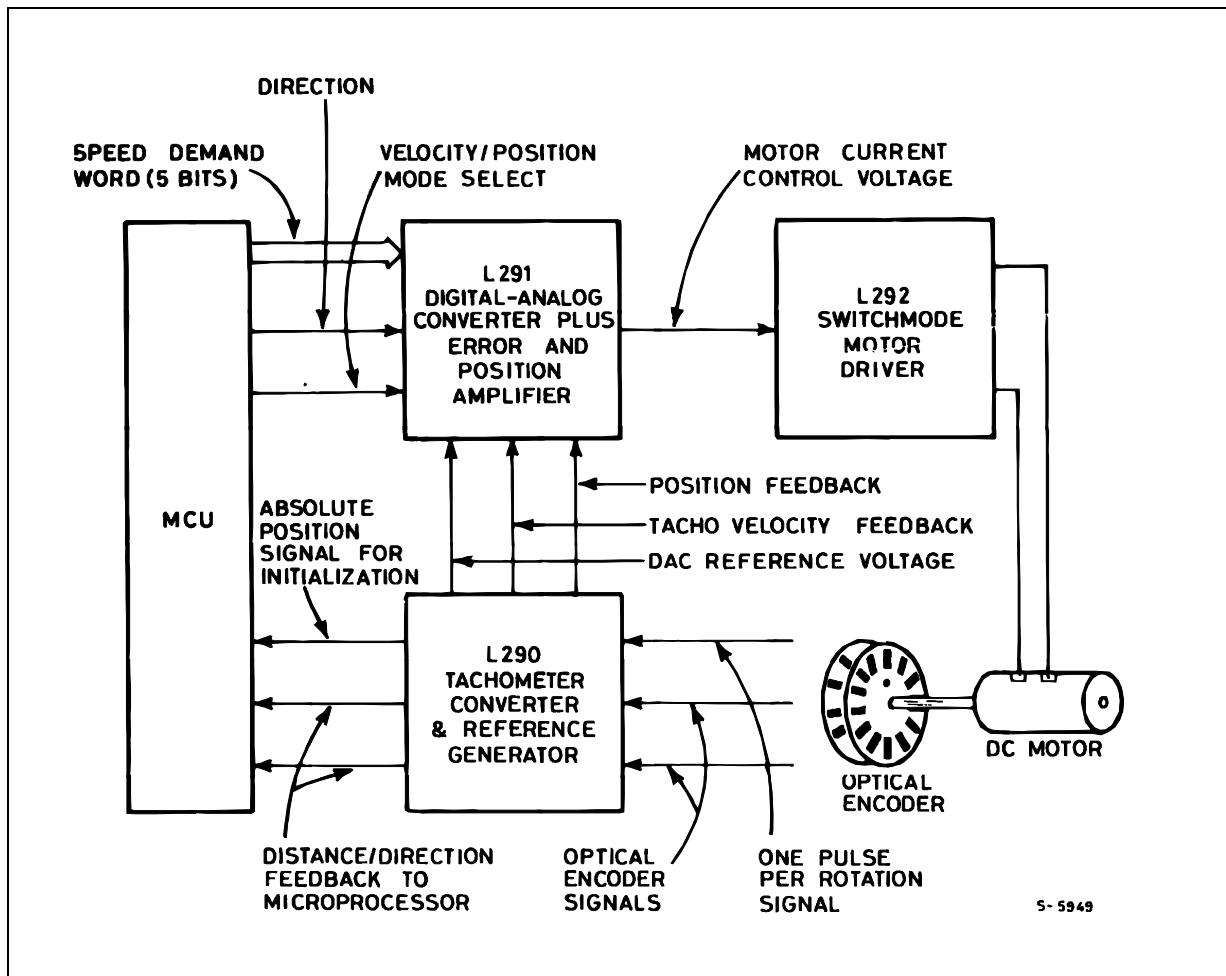 DIRECTION
SPEED DEMAND
WORD (5 BITS)
VELOCITY/POSITION
MODE SELECT
MOTOR CURRENT
CONTROL VOLTAGE
L291
DIGITAL-ANALOG
CONVERTER PLUS
ERROR AND
POSITION
AMPLIFIER
L292
SWITCHMODE
MOTOR
DRIVER
MCU
POSITION FEEDBACK
TACHO VELOCITY FEEDBACK
DAC REFERENCE VOLTAGE
ABSOLUTE
POSITION
SIGNAL FOR
INITIALIZATION
L290
TACHOMETER
CONVERTER
& REFERENCE
GENERATOR
DC MOTOR
OPTICAL
ENCODER
DISTANCE/DIRECTION
FEEDBACK TO
MICROPROCESSOR
OPTICAL
ENCODER
SIGNALS
ONE PULSE
PER ROTATION
SIGNAL
S-5949